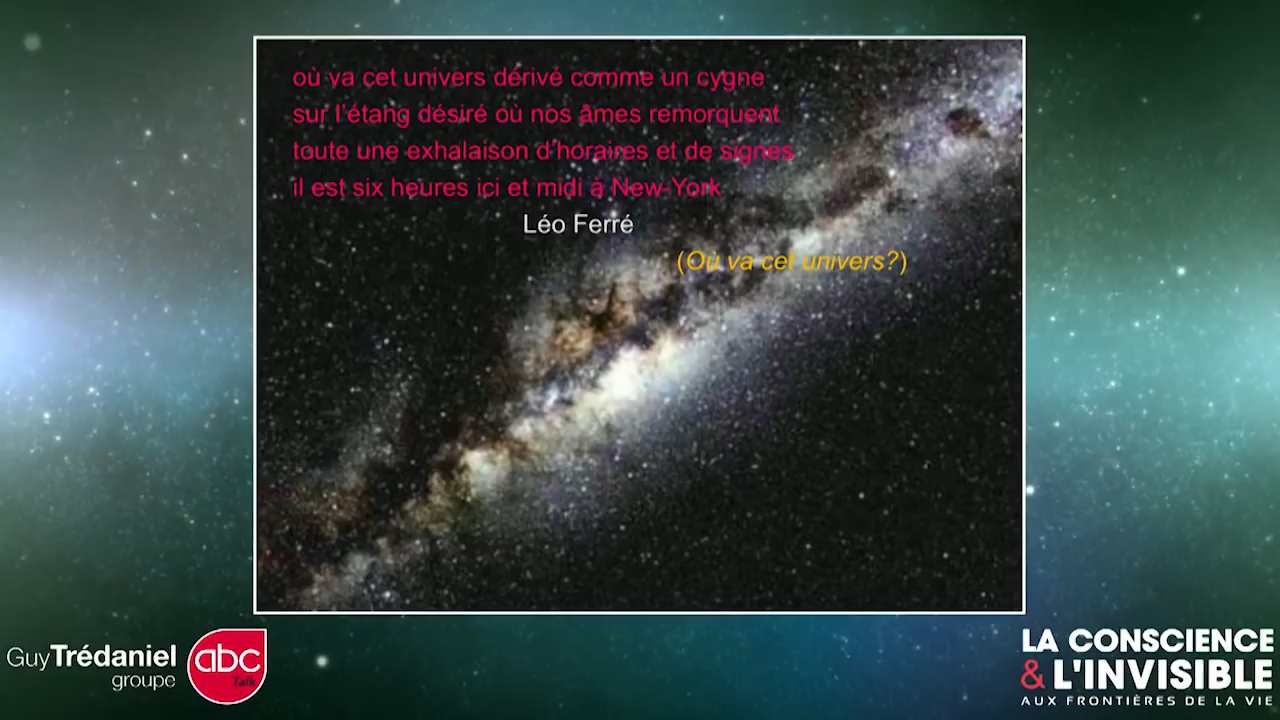 où va cet univers dérivé comme un cygne
sur l'étang désiré où nos âmes remorquent
toute une exhalaison d'horaires et de signes
il est six heures ici et midi à New-York
Léo Ferré
(Où va cet univers?)
GuyTrédaniel
groupe
abc
Talk
LA CONSCIENCE
& L'INVISIBLE
AUX FRONTIÈRES DE LA VIE